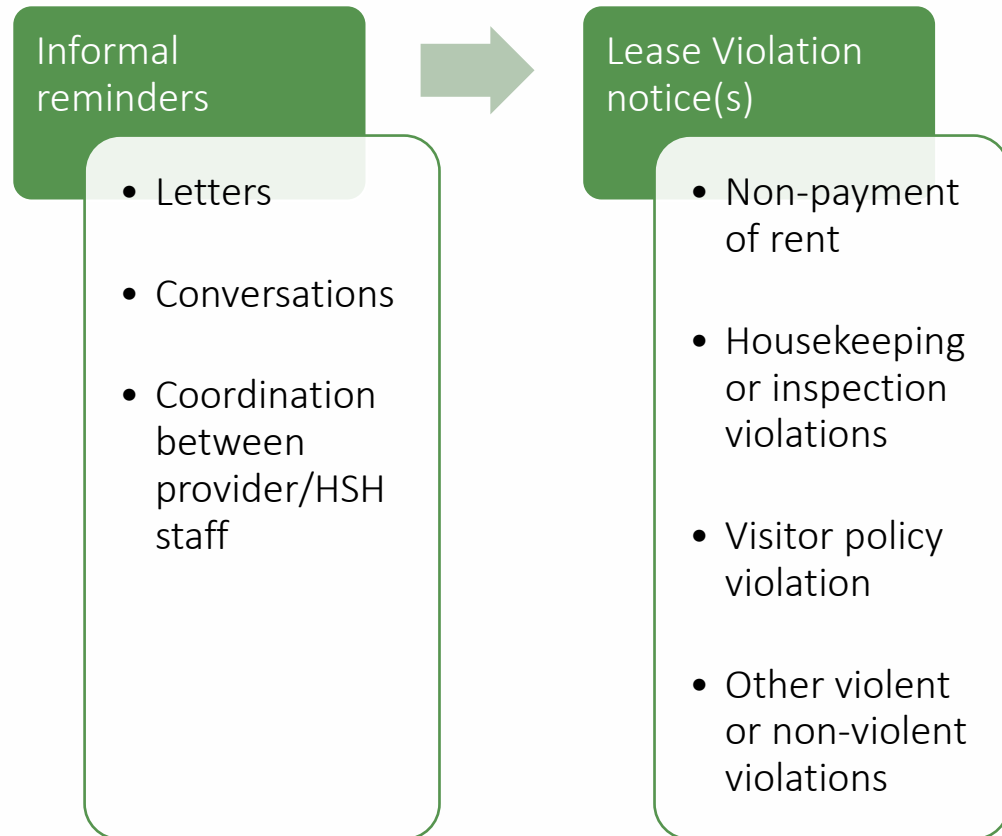 Informal
reminders
• Letters
• Conversations
• Coordination
between
provider/HSH
staff
Lease Violation
notice(s)
• Non-payment
of rent
• Housekeeping
or inspection
violations
• Visitor policy
violation
• Other violent
or non-violent
violations